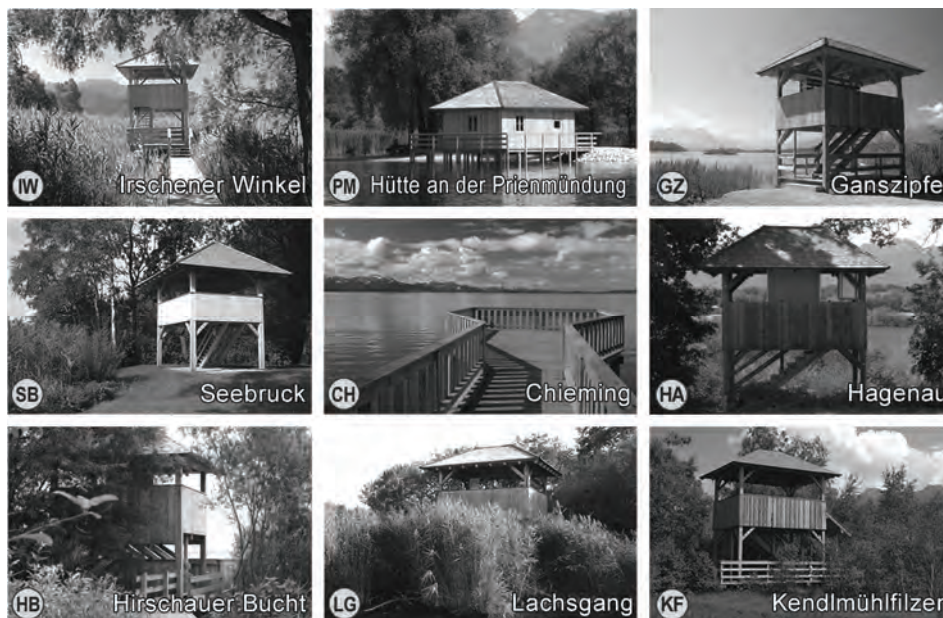 IW Irschener Winkel
PM Hütte an der Prienmündung
GZ Ganszipfel
SB Seebruck
CH Chieming
HA Hagenau
HB Hirschauer Bucht
LG Lachsgang
KF Kendlmühlfilzen